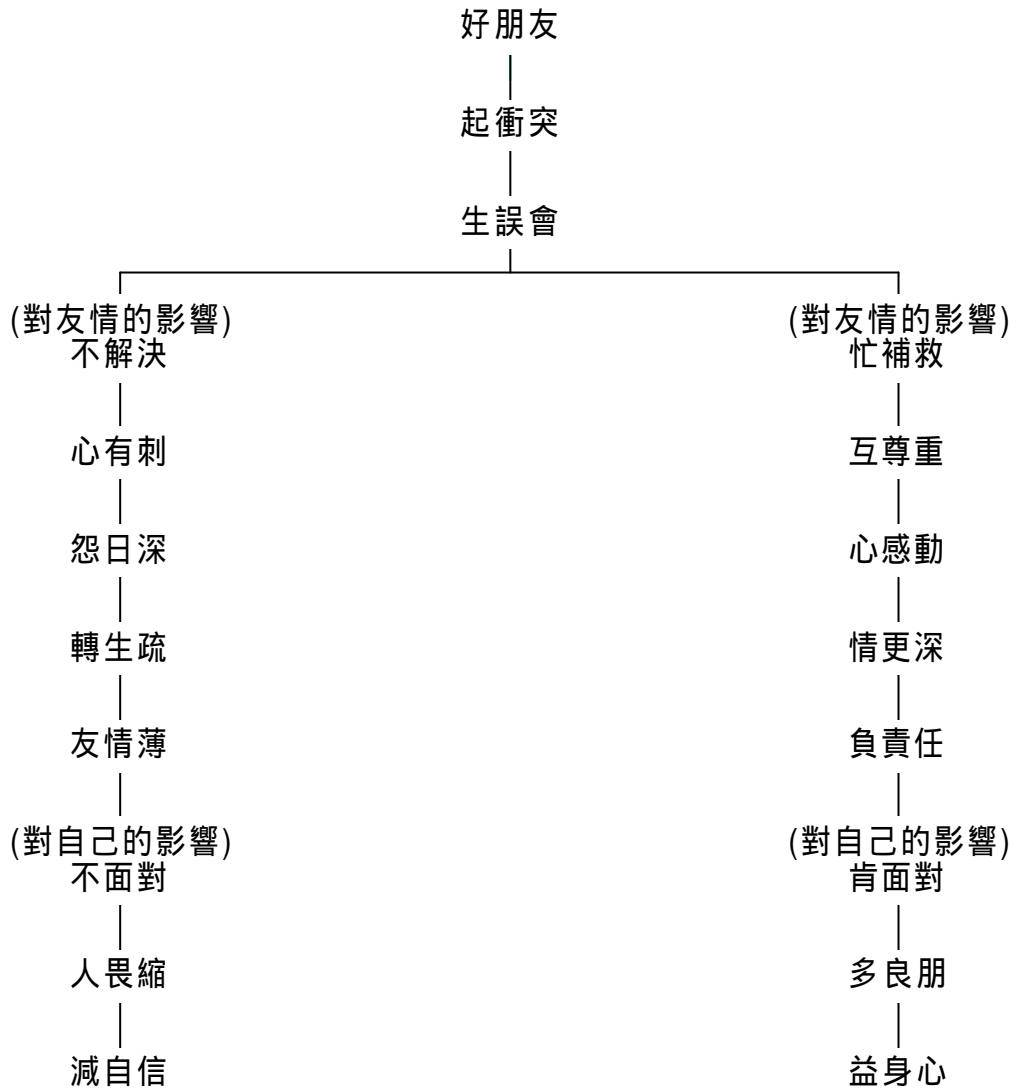 好朋友
起衝突
生誤會
(對友情的影響)
不解決
心有刺
怨日深
轉生疏
友情薄
(對自己的影響)
不面對
人畏縮
減自信
(對友情的影響)
忙補救
互尊重
心感動
情更深
負責任
(對自己的影響)
肯面對
多良朋
益身心